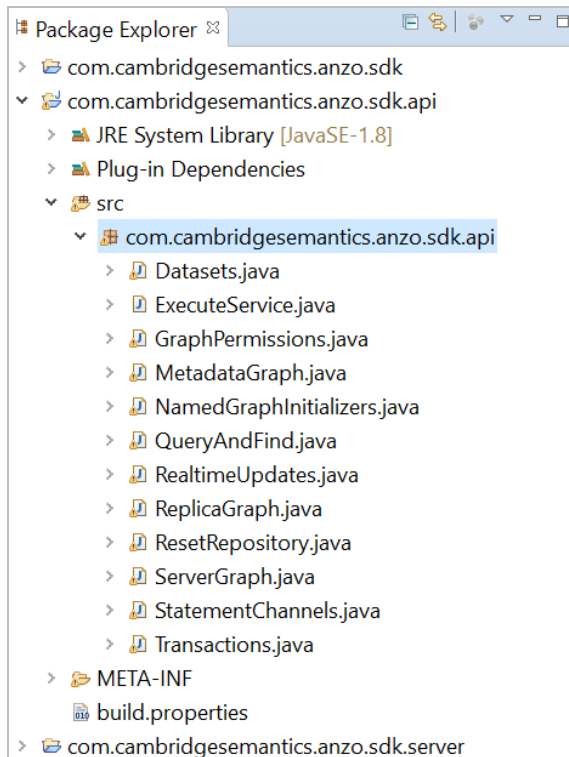 Package Explorer
com.cambridgesemantics.anzo.sdk
com.cambridgesemantics.anzo.sdk.api
JRE System Library [JavaSE-1.8]
Plug-in Dependencies
src
com.cambridgesemantics.anzo.sdk.api
Datasets.java
ExecuteService.java
GraphPermissions.java
MetadataGraph.java
NamedGraphInitializers.java
QueryAndFind.java
RealtimeUpdates.java
ReplicaGraph.java
ResetRepository.java
ServerGraph.java
StatementChannels.java
Transactions.java
META-INF
build.properties
com.cambridgesemantics.anzo.sdk.server